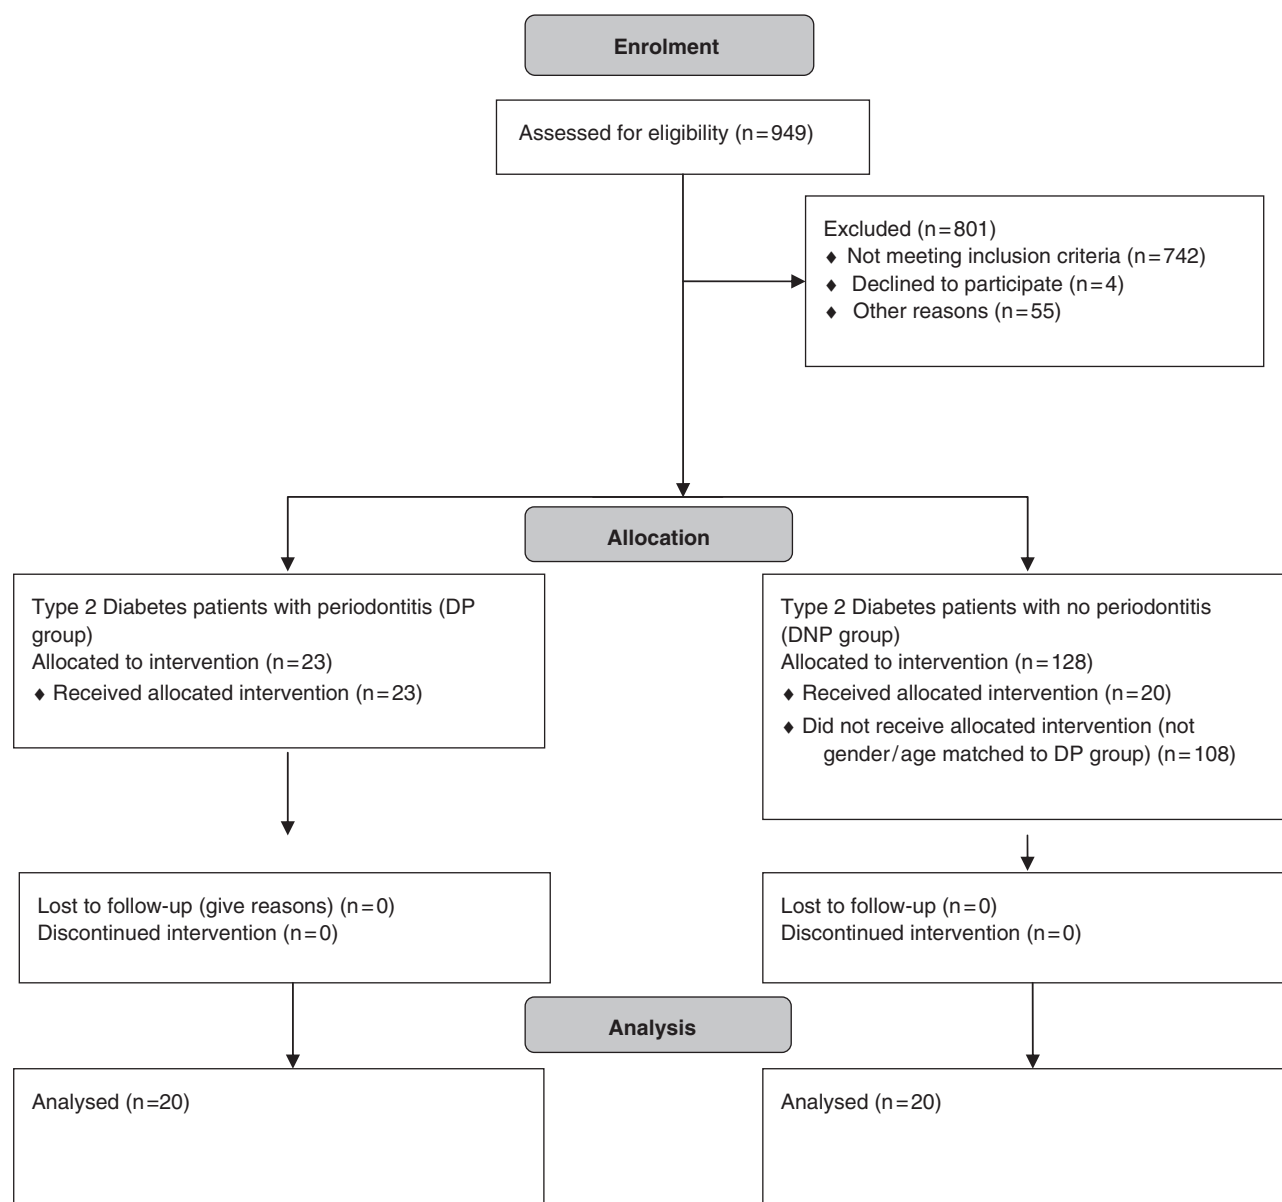 Enrolment
Assessed for eligibility (n=949)
Excluded (n=801)
♦ Not meeting inclusion criteria (n=742)
♦ Declined to participate (n=4)
♦ Other reasons (n=55)
Allocation
Type 2 Diabetes patients with periodontitis (DP
group)
Allocated to intervention (n=23)
♦ Received allocated intervention (n=23)
Type 2 Diabetes patients with no periodontitis
(DNP group)
Allocated to intervention (n=128)
♦ Received allocated intervention (n=20)
♦ Did not receive allocated intervention (not
gender/age matched to DP group) (n=108)
Lost to follow-up (give reasons) (n=0)
Discontinued intervention (n=0)
Lost to follow-up (n=0)
Discontinued intervention (n=0)
Analysis
Analysed (n=20)
Analysed (n=20)